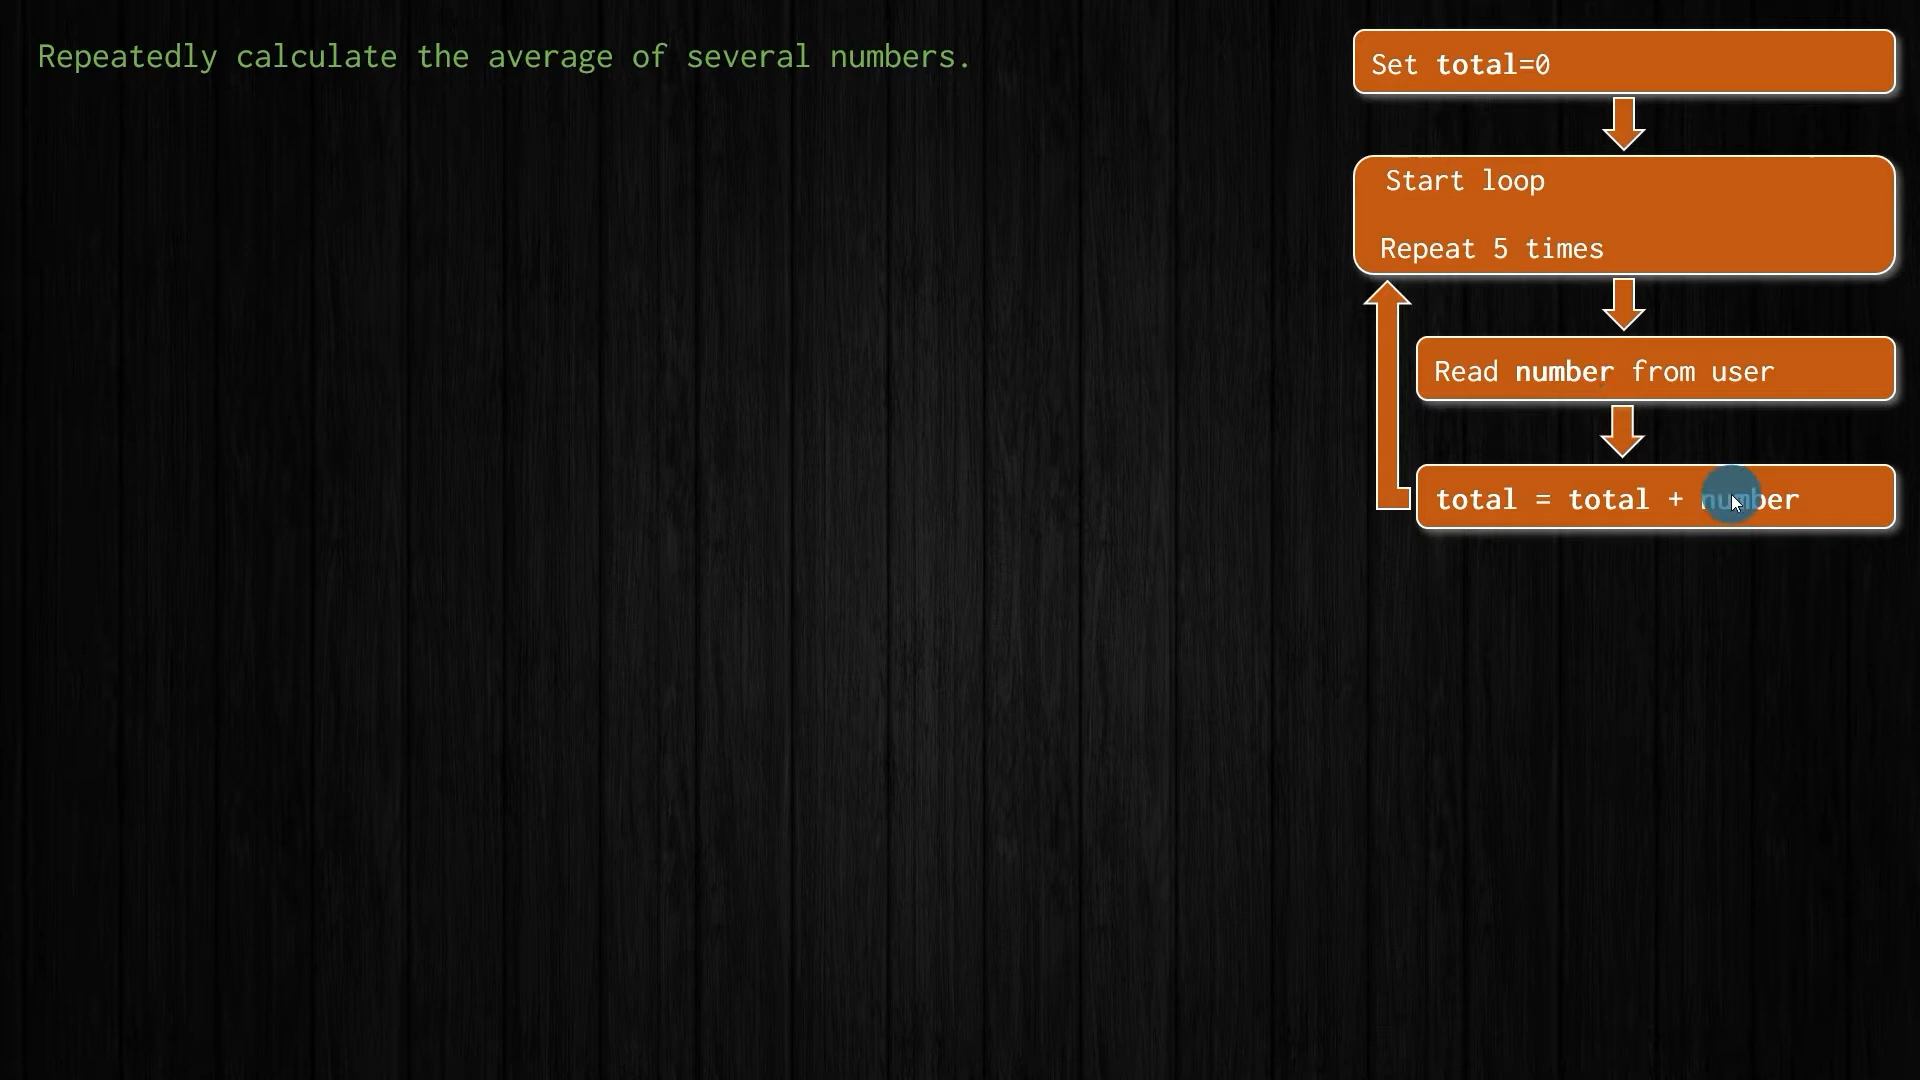 Repeatedly calculate the average of several numbers.
Set total=0
Start loop
Repeat 5 times
Read number from user
total = total + number